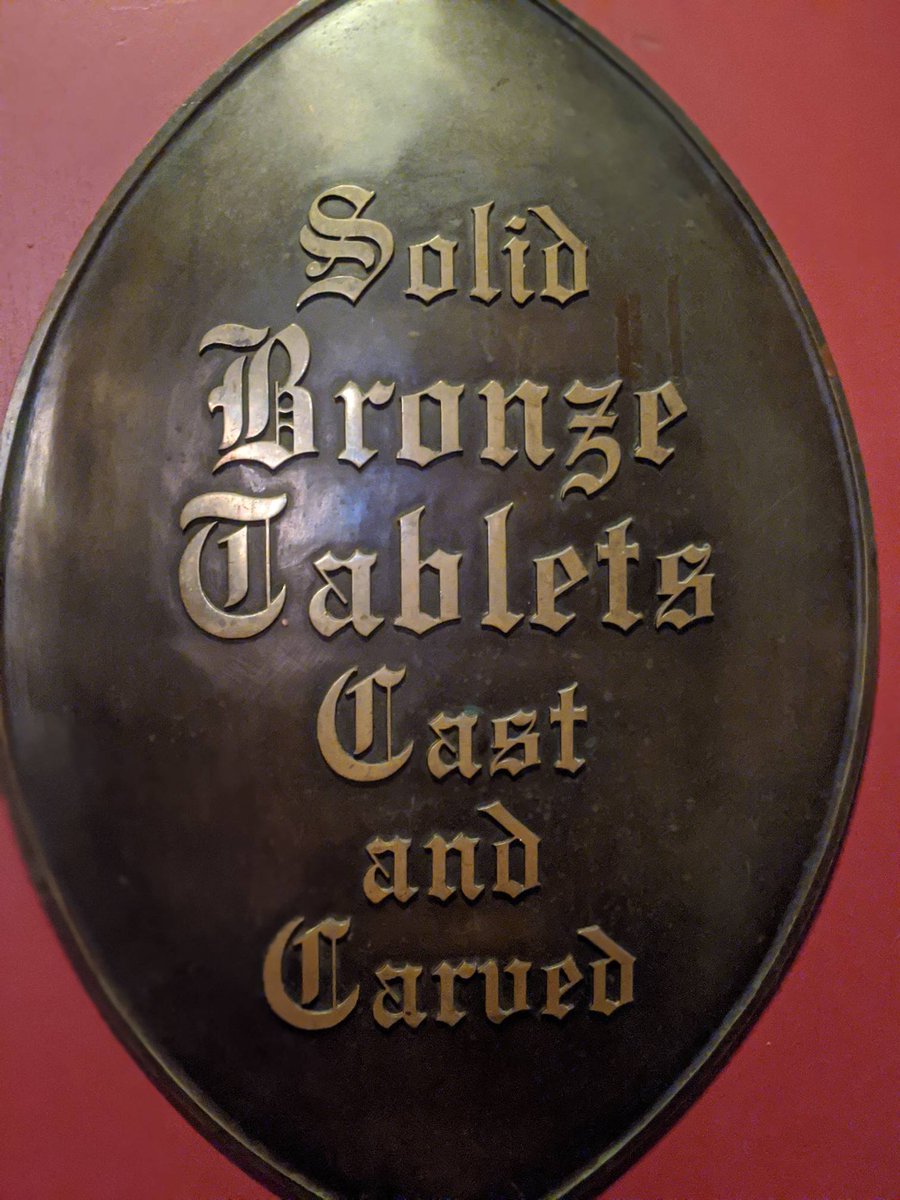 Solid
Bronze
Tablets
Cast
and
Carved